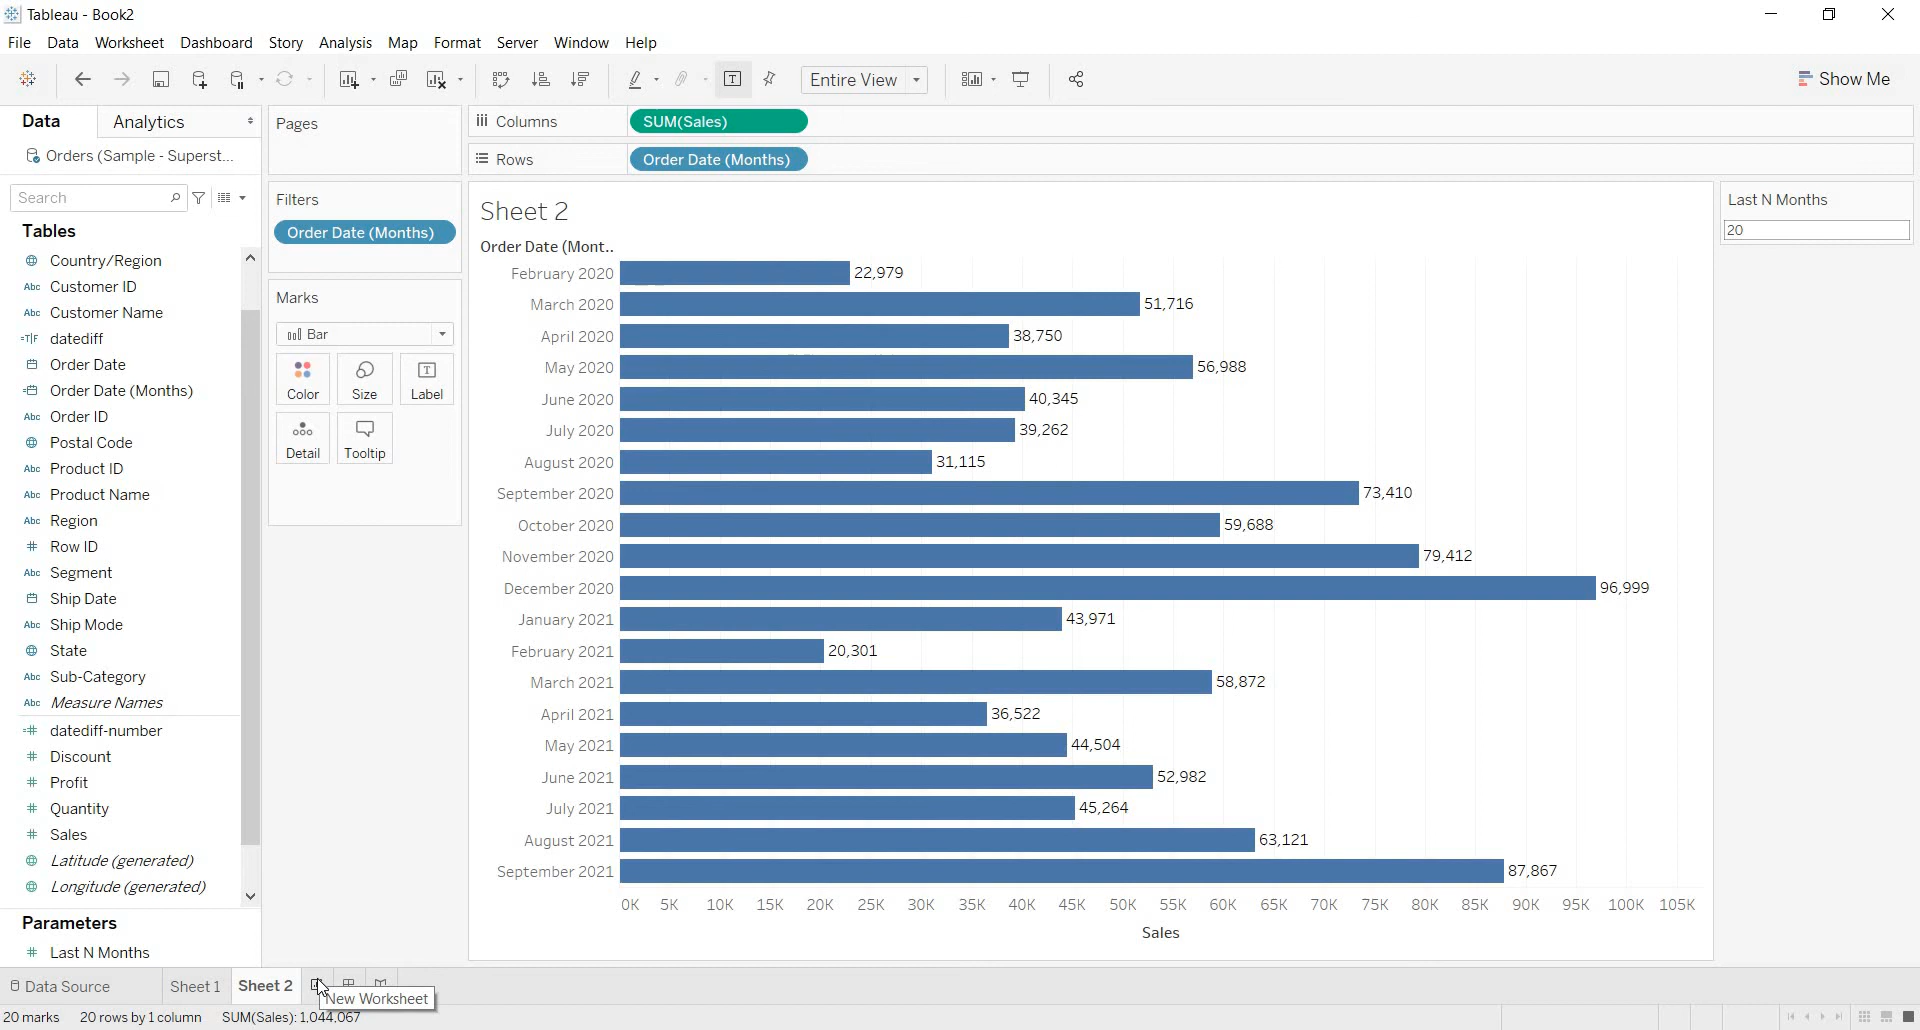 Tableau - Book2
File Data Worksheet Dashboard Story Analysis Map Format Server Window Help
Entire View
Show Me
Data Analytics
Orders (Sample - Superst...
Search
Tables
Country/Region
Abc Customer ID
Abc Customer Name
=T|F datediff
Order Date
Order Date (Months)
Abc Order ID
Postal Code
Abc Product ID
Abc Product Name
Abc Region
# Row ID
Abc Segment
Ship Date
Abc Ship Mode
State
Abc Sub-Category
Abc Measure Names
=# datediff-number
# Discount
# Profit
# Quantity
# Sales
Latitude (generated)
Longitude (generated)
Parameters
# Last N Months
Pages
Filters
Order Date (Months)
Marks
Bar
Color Size Label
Detail Tooltip
Columns SUM(Sales)
Rows Order Date (Months)
Sheet 2
Order Date (Mont..
February 2020 22,979
March 2020 51,716
April 2020 38,750
May 2020 56,988
June 2020 40,345
July 2020 39,262
August 2020 31,115
September 2020 73,410
October 2020 59,688
November 2020 79,412
December 2020 96,999
January 2021 43,971
February 2021 20,301
March 2021 58,872
April 2021 36,522
May 2021 44,504
June 2021 52,982
July 2021 45,264
August 2021 63,121
September 2021 87,867
0K 5K 10K 15K 20K 25K 30K 35K 40K 45K 50K 55K 60K 65K 70K 75K 80K 85K 90K 95K 100K 105K
Sales
Last N Months
20
Data Source Sheet 1 Sheet 2
New Worksheet
20 marks 20 rows by 1 column SUM(Sales): 1,044,067